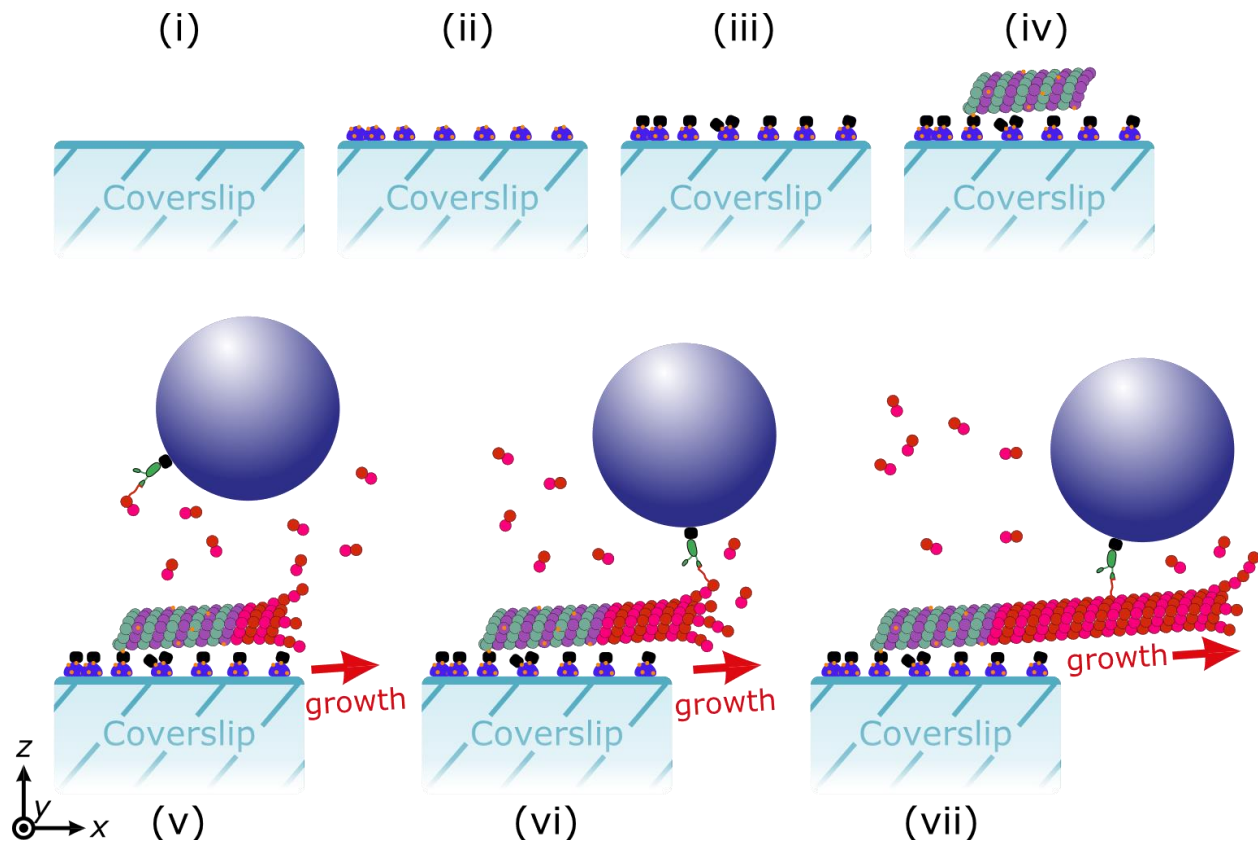 (i)
(ii)
(iii)
(iv)
Coverslip
Coverslip
Coverslip
Coverslip
growth
growth
growth
Coverslip
Coverslip
Coverslip
z
y
x
(v)
(vi)
(vii)